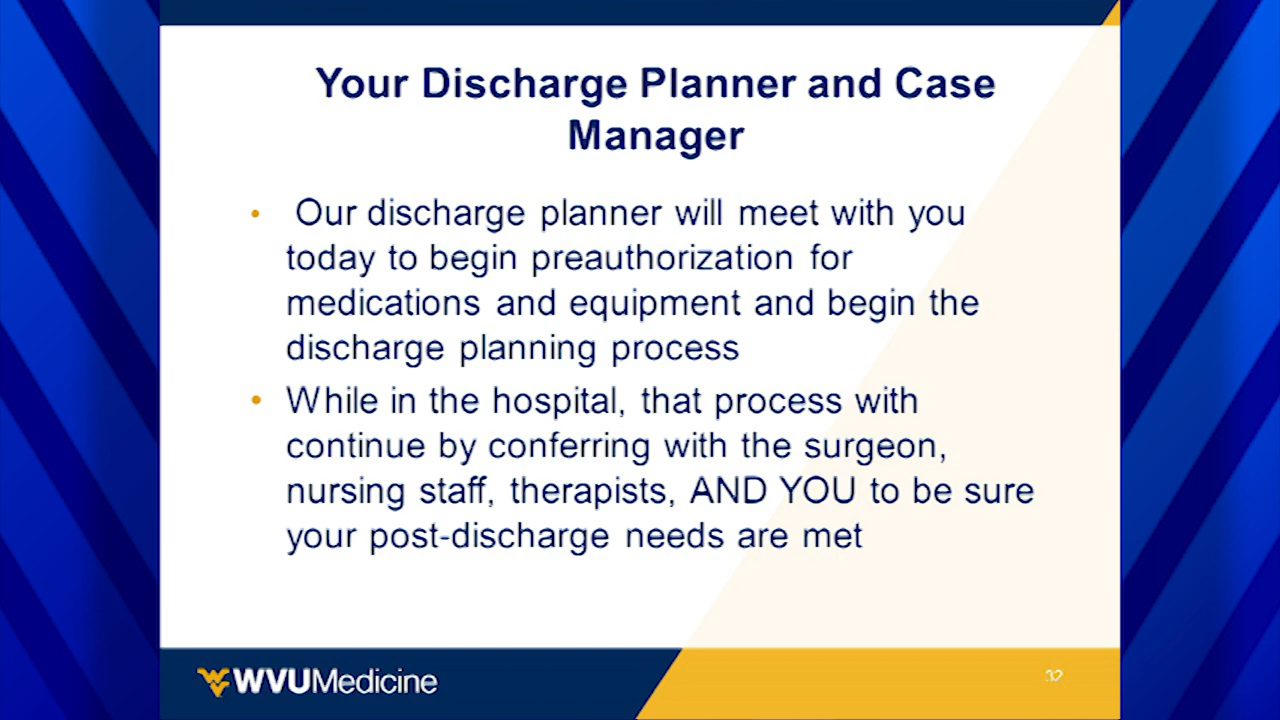 Your Discharge Planner and Case
Manager
• Our discharge planner will meet with you
today to begin preauthorization for
medications and equipment and begin the
discharge planning process
• While in the hospital, that process with
continue by conferring with the surgeon,
nursing staff, therapists, AND YOU to be sure
your post-discharge needs are met
WVUMedicine
32